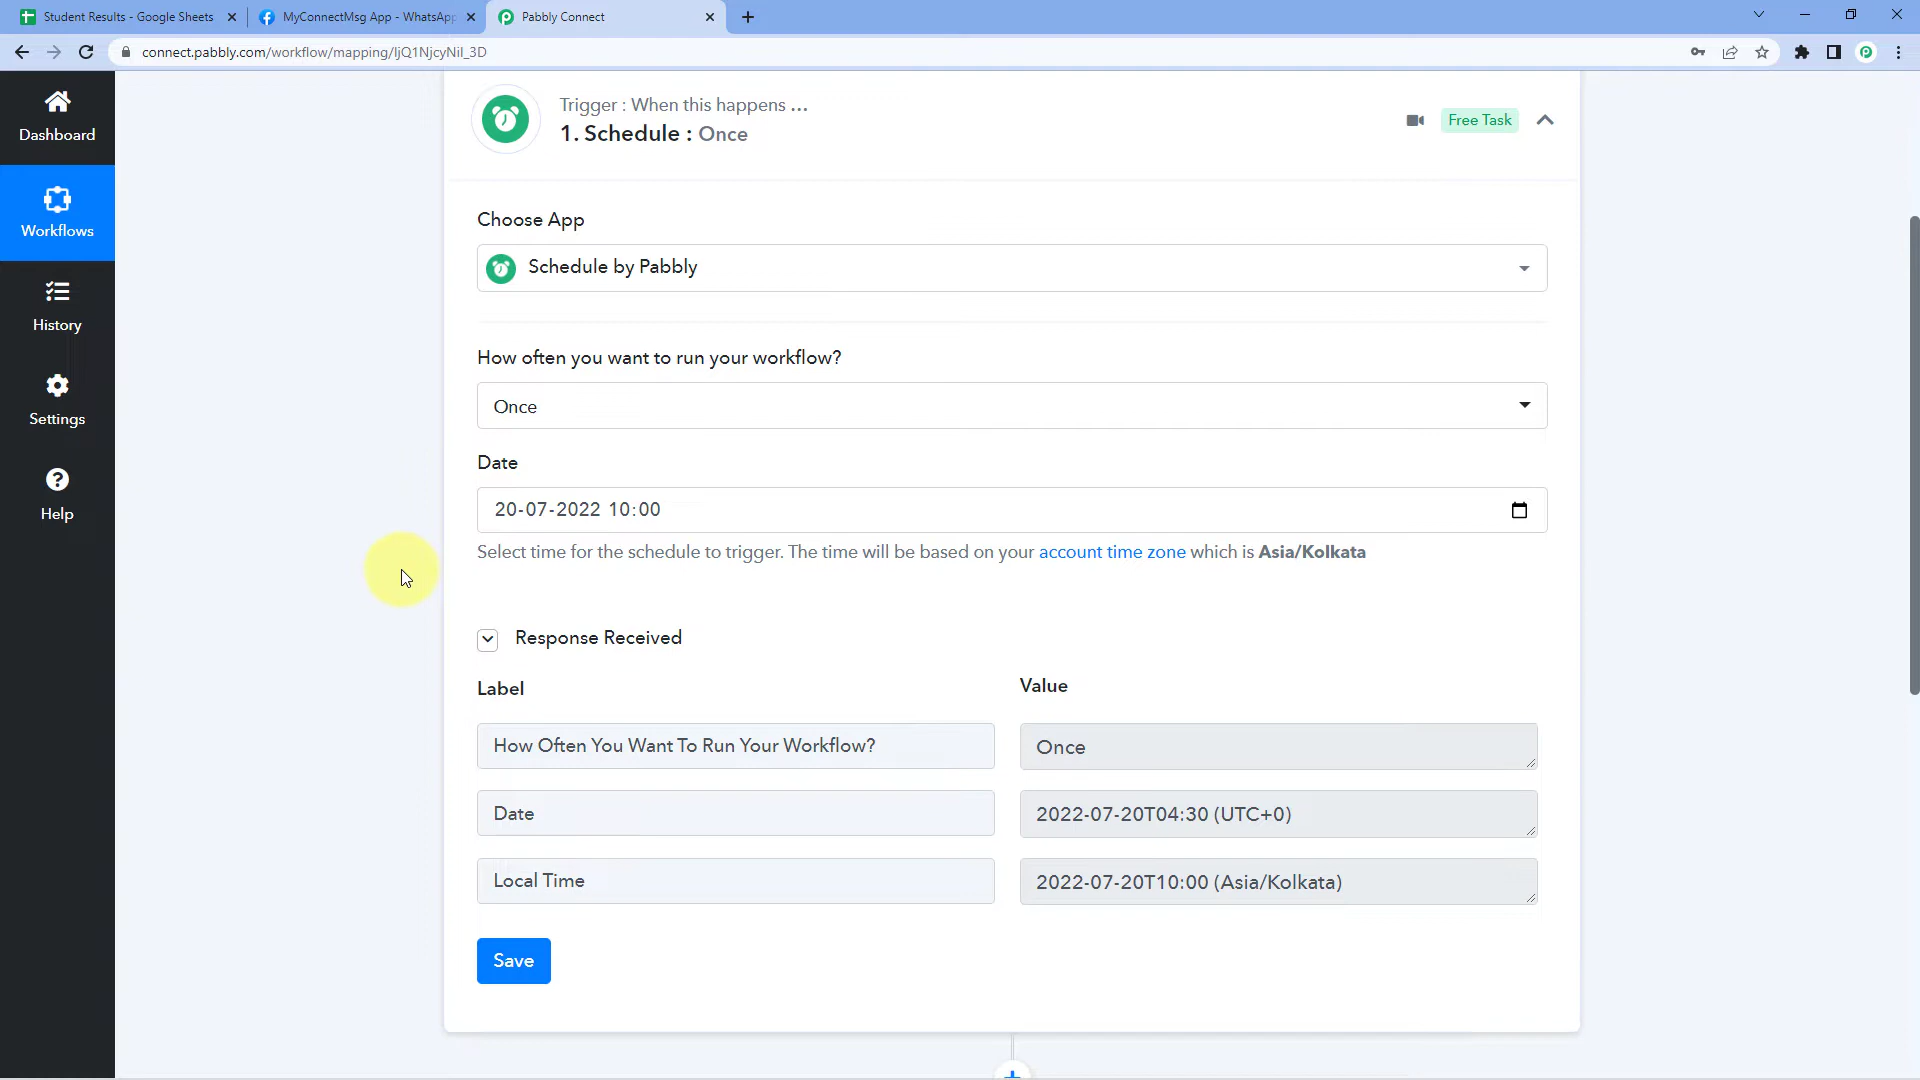 Student Results - Google Sheets
MyConnectMsg App - WhatsApp
Pabbly Connect
connect.pabbly.com/workflow/mapping/IjQ1NjcyNiI_3D
Dashboard
Workflows
History
Settings
Help
Trigger : When this happens ...
1. Schedule : Once
Free Task
Choose App
Schedule by Pabbly
How often you want to run your workflow?
Once
Date
20-07-2022 10:00
Select time for the schedule to trigger. The time will be based on your account time zone which is Asia/Kolkata
Response Received
Label
Value
How Often You Want To Run Your Workflow?
Once
Date
2022-07-20T04:30 (UTC+0)
Local Time
2022-07-20T10:00 (Asia/Kolkata)
Save